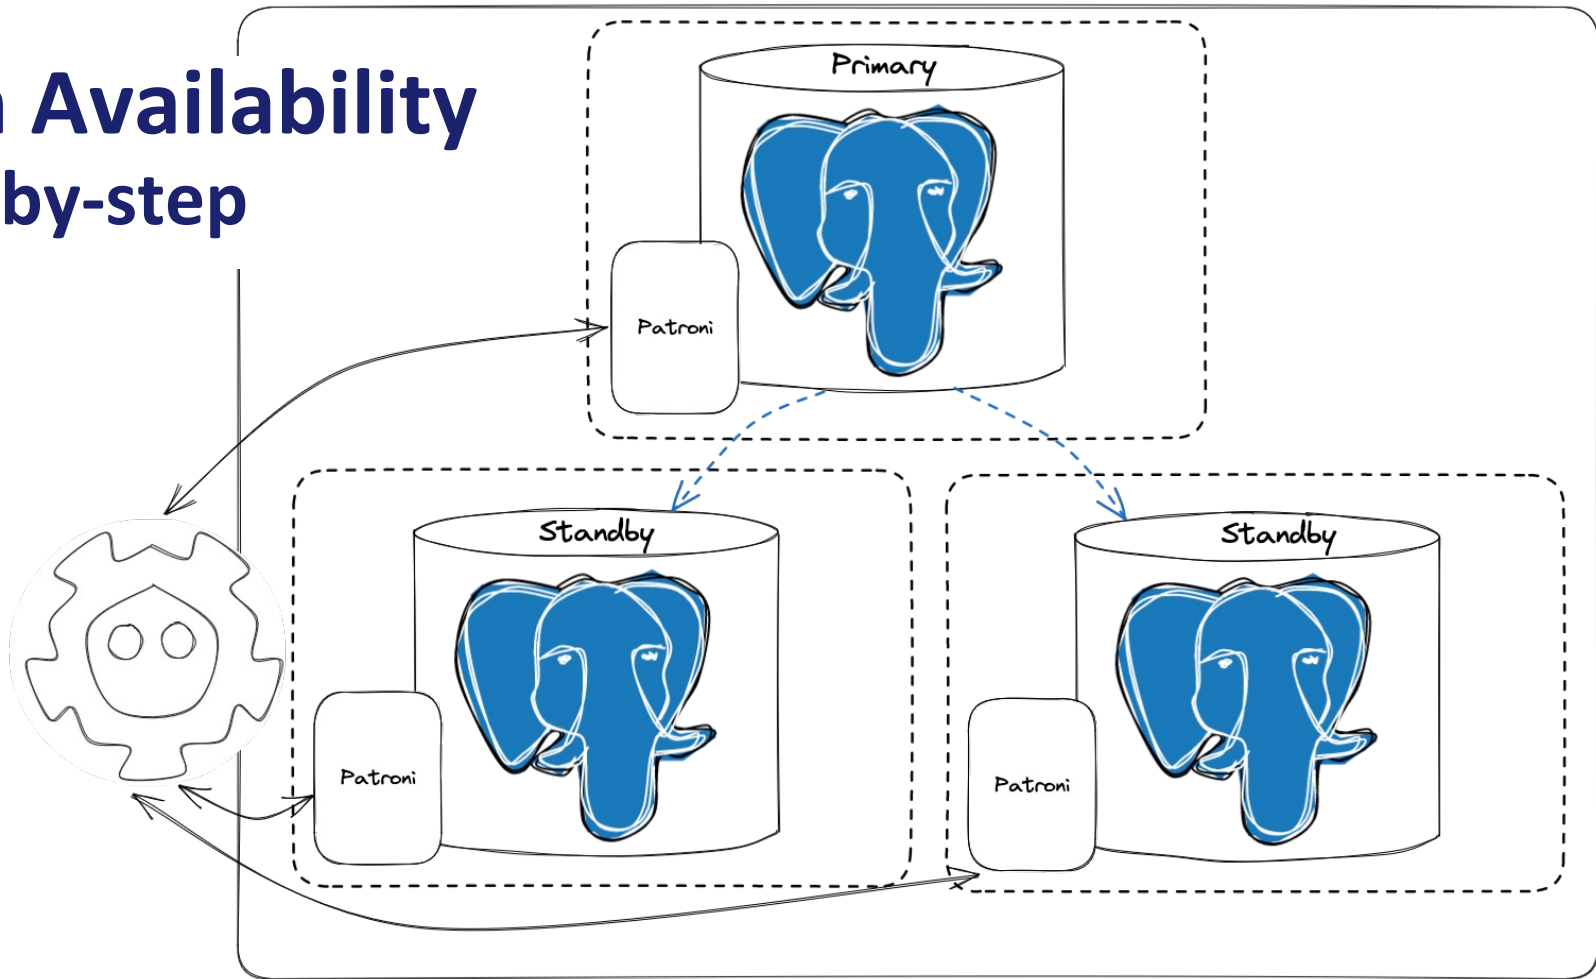 Availability
by-step
Primary
Patroni
Standby
Patroni
Standby
Patroni